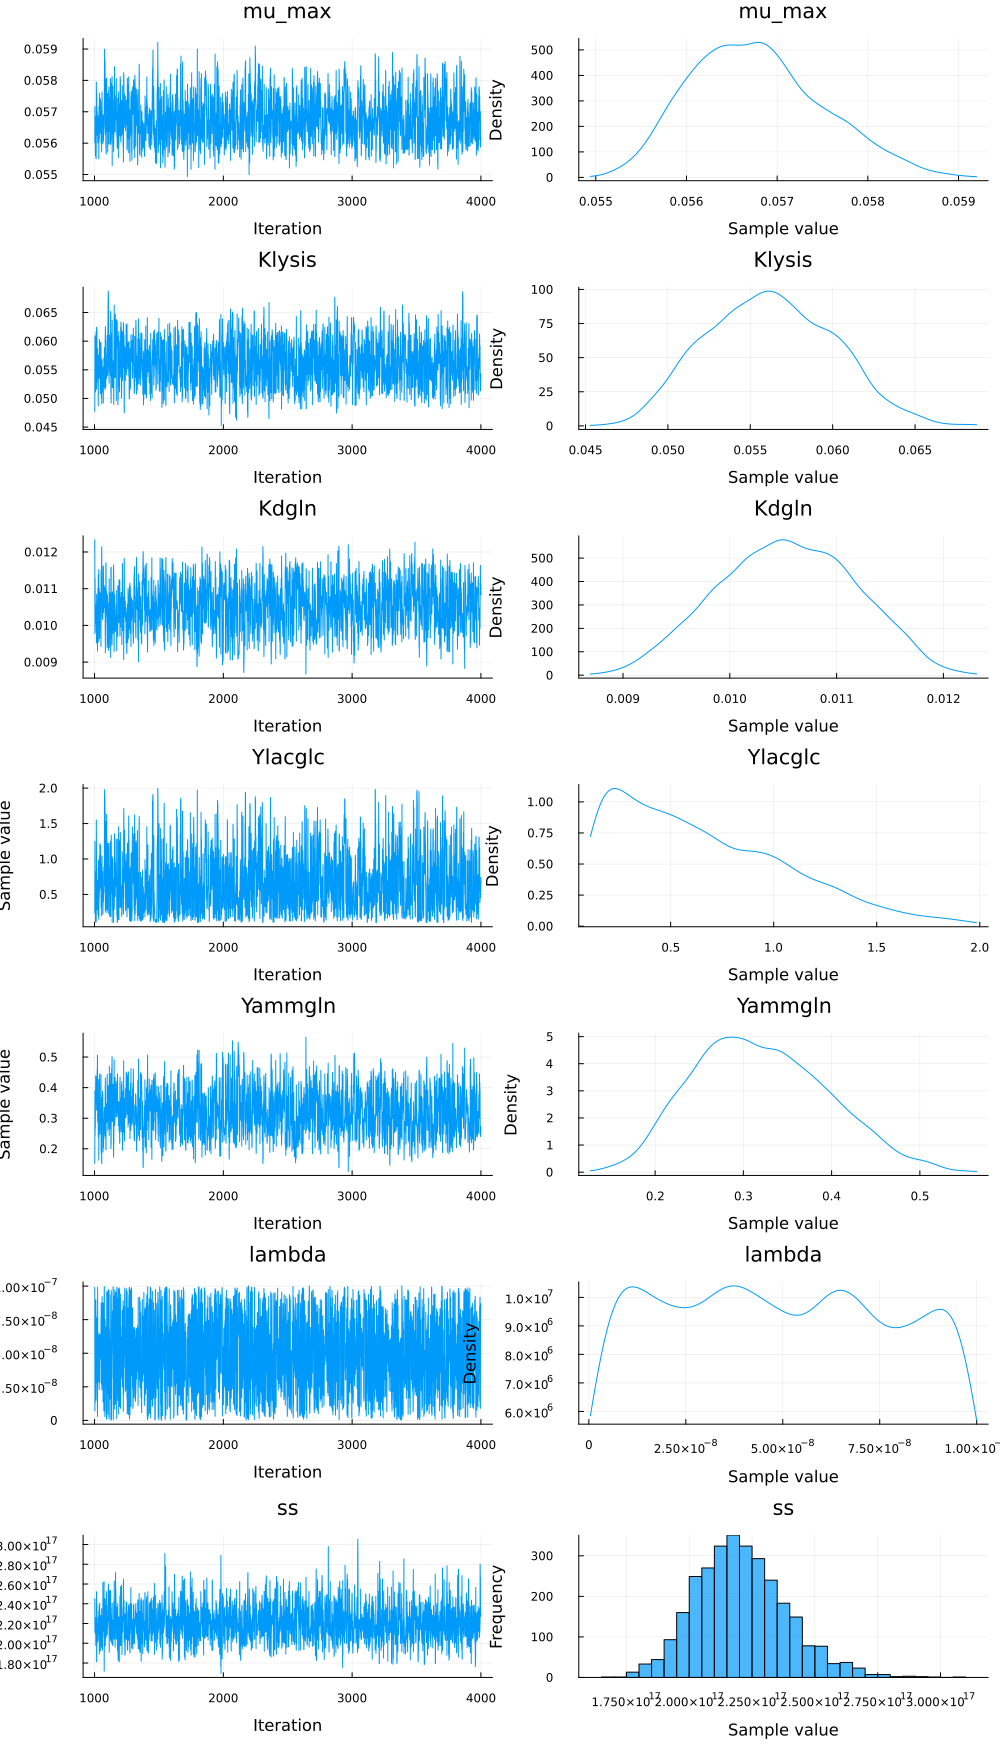 mu_max
0.059
0.058
0.057
0.056
0.055
1000 2000 3000 4000
Iteration
mu_max
Density
500
400
300
200
100
0
0.055 0.056 0.057 0.058 0.059
Sample value
Klysis
0.065
0.060
0.055
0.050
0.045
1000 2000 3000 4000
Iteration
Klysis
Density
100
75
50
25
0
0.045 0.050 0.055 0.060 0.065
Sample value
Kdgln
0.012
0.011
0.010
0.009
1000 2000 3000 4000
Iteration
Kdgln
Density
500
400
300
200
100
0
0.009 0.010 0.011 0.012
Sample value
Ylacglc
Sample value
2.0
1.5
1.0
0.5
1000 2000 3000 4000
Iteration
Ylacglc
Density
1.00
0.75
0.50
0.25
0.00
0.5 1.0 1.5 2.0
Sample value
Yammgln
Sample value
0.5
0.4
0.3
0.2
1000 2000 3000 4000
Iteration
Yammgln
Density
5
4
3
2
1
0
0.2 0.3 0.4 0.5
Sample value
lambda
.00×10⁻⁷
.50×10⁻⁸
.00×10⁻⁸
.50×10⁻⁸
0
1000 2000 3000 4000
Iteration
lambda
Density
1.0×10⁷
9.0×10⁶
8.0×10⁶
7.0×10⁶
6.0×10⁶
0 2.50×10⁻⁸ 5.00×10⁻⁸ 7.50×10⁻⁸ 1.00×10⁻
Sample value
ss
3.00×10¹⁷
2.80×10¹⁷
2.60×10¹⁷
2.40×10¹⁷
2.20×10¹⁷
2.00×10¹⁷
1.80×10¹⁷
1000 2000 3000 4000
Iteration
ss
Frequency
300
200
100
0
1.750×10¹⁷ 2.000×10¹⁷ 2.250×10¹⁷ 2.500×10¹⁷ 2.750×10¹⁷ 3.000×10¹⁷
Sample value